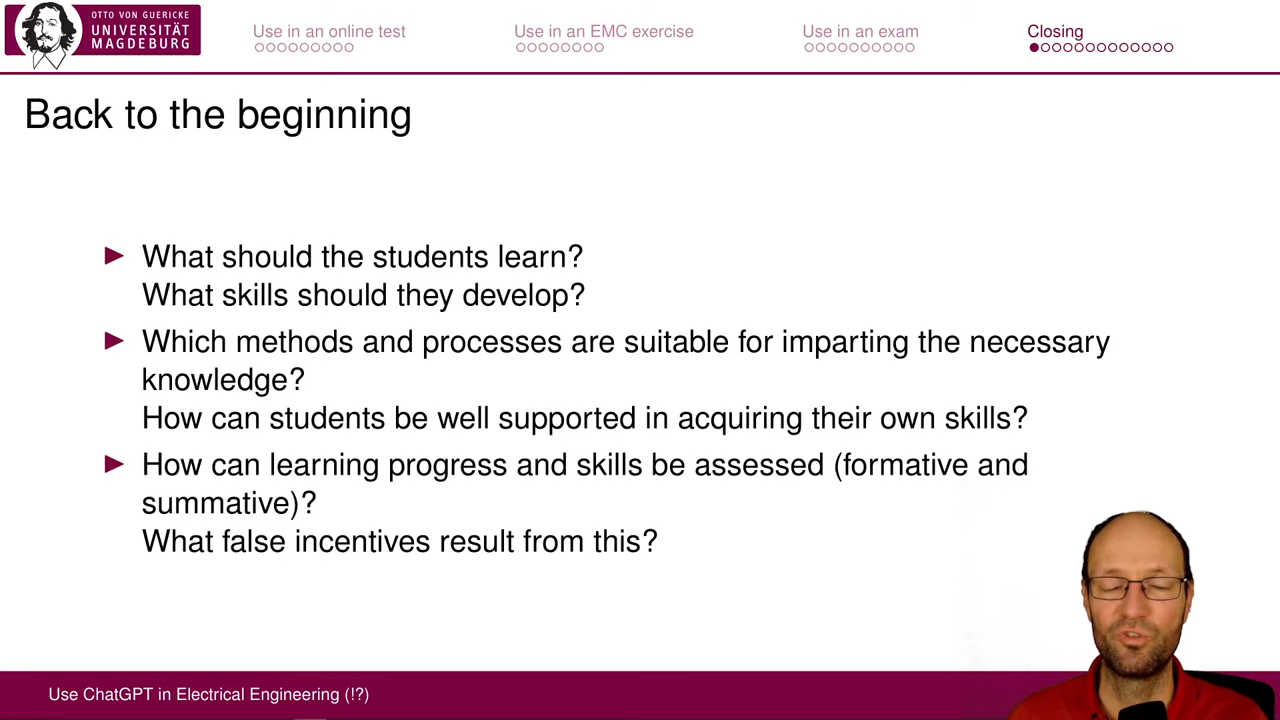 OTTO VON GUERICKE
UNIVERSITÄT
MAGDEBURG
Use in an online test
Use in an EMC exercise
Use in an exam
Closing
Back to the beginning
What should the students learn?
What skills should they develop?
Which methods and processes are suitable for imparting the necessary
knowledge?
How can students be well supported in acquiring their own skills?
How can learning progress and skills be assessed (formative and
summative)?
What false incentives result from this?
Use ChatGPT in Electrical Engineering (!?)